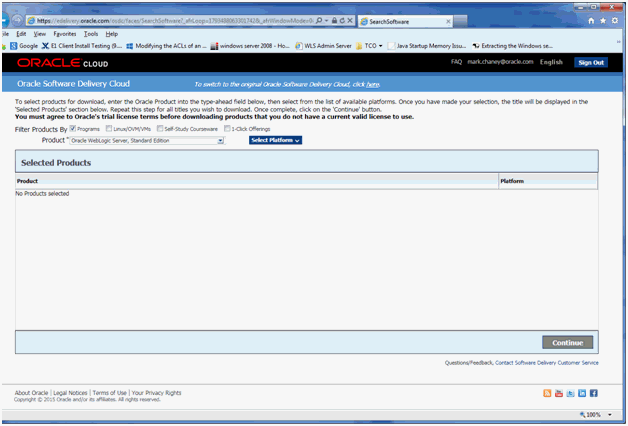 https://edelivery.oracle.com/osdc/faces/SearchSoftware?
SearchSoftware
File Edit View Favorites Tools Help
Google E1 Client Install Testing (9... Modifying the ACLs of an ... windows server 2008 - Ho... WLS Admin Server TCO Java Startup Memory Issu... Extracting the Windows se...
ORACLE CLOUD FAQ mark.chaney@oracle.com English Sign Out
Oracle Software Delivery Cloud To switch to the original Oracle Software Delivery Cloud, click here.
To select products for download, enter the Oracle Product into the type-ahead field below, then select from the list of available platforms. Once you have made your selection, the title will be displayed in the
'Selected Products' section below. Repeat this step for all titles you wish to download. Once complete, click on the 'Continue' button.
You must agree to Oracle's trial license terms before downloading products that you do not have a current valid license to use.
Filter Products By Programs Linux/OVM/VMs Self-Study Courseware 1-Click Offerings
Product * Oracle WebLogic Server, Standard Edition Select Platform
Selected Products
Product Platform
No Products selected
Continue
Questions/Feedback, Contact Software Delivery Customer Service
About Oracle | Legal Notices | Terms of Use | Your Privacy Rights
Copyright © 2015 Oracle and/or its affiliates. All rights reserved.
100%